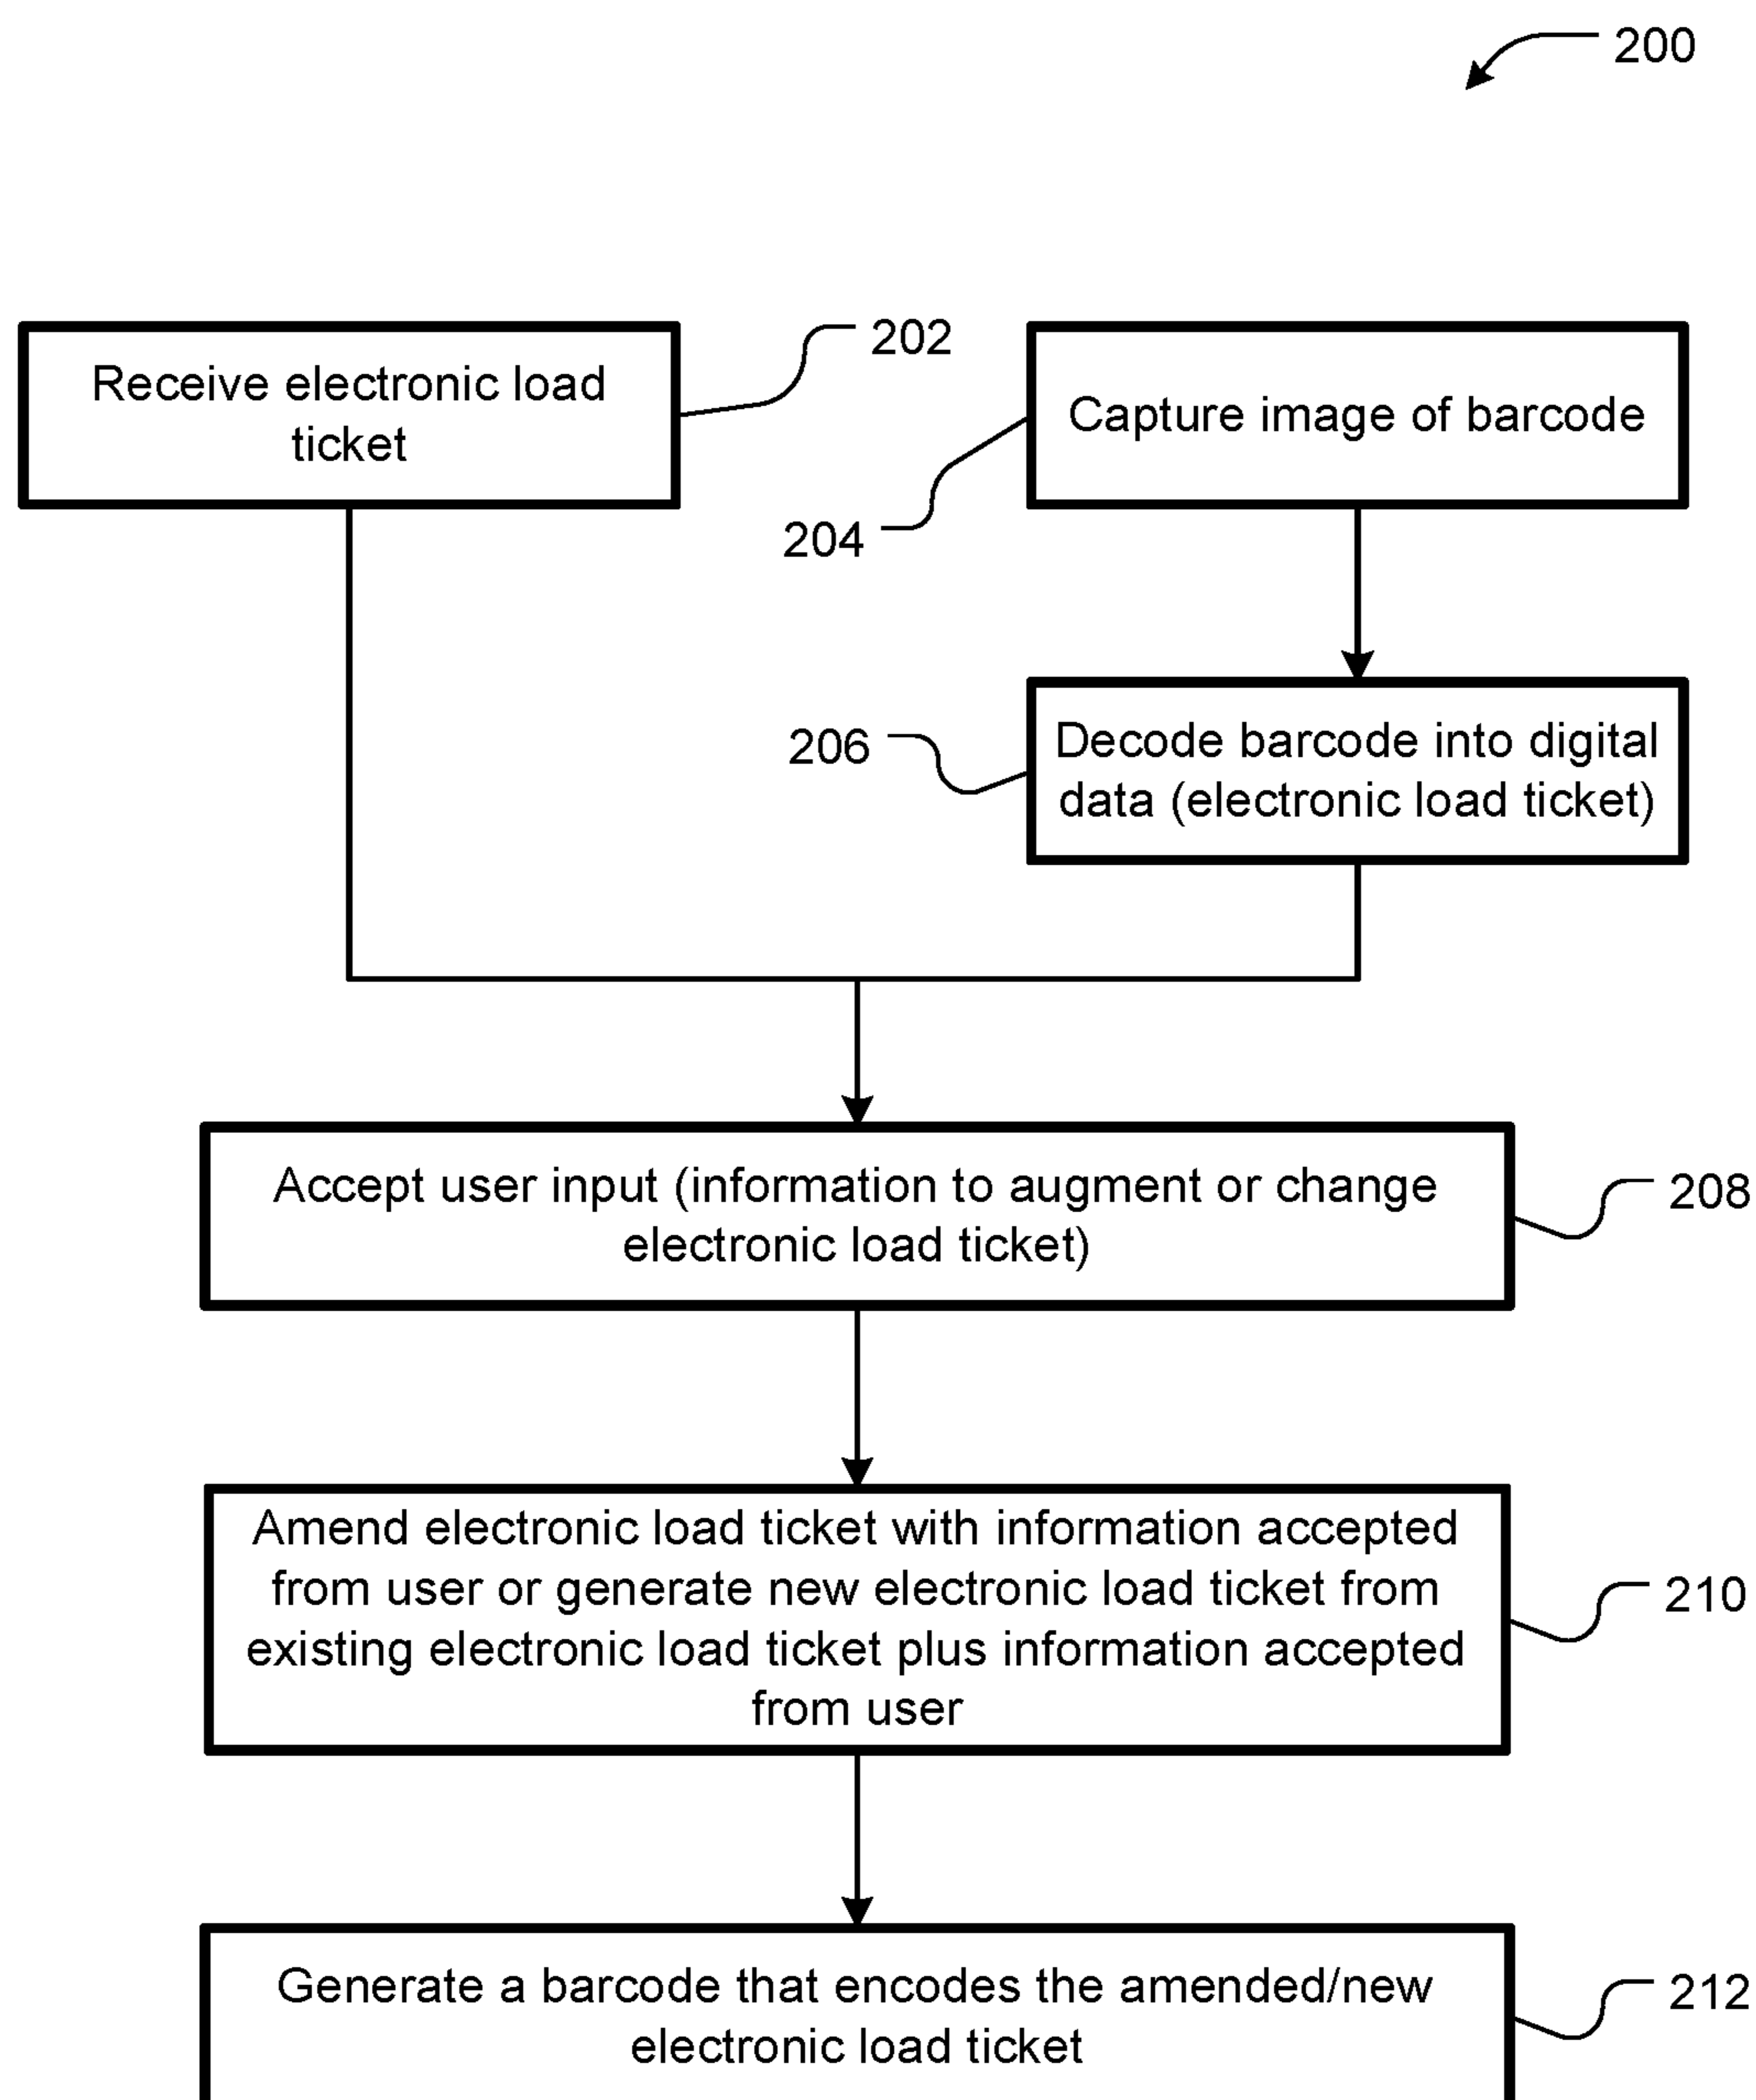 200
Receive electronic load
ticket
202
Capture image of barcode
204
206
Decode barcode into digital
data (electronic load ticket)
Accept user input (information to augment or change
electronic load ticket)
208
Amend electronic load ticket with information accepted
from user or generate new electronic load ticket from
existing electronic load ticket plus information accepted
from user
210
Generate a barcode that encodes the amended/new
electronic load ticket
212